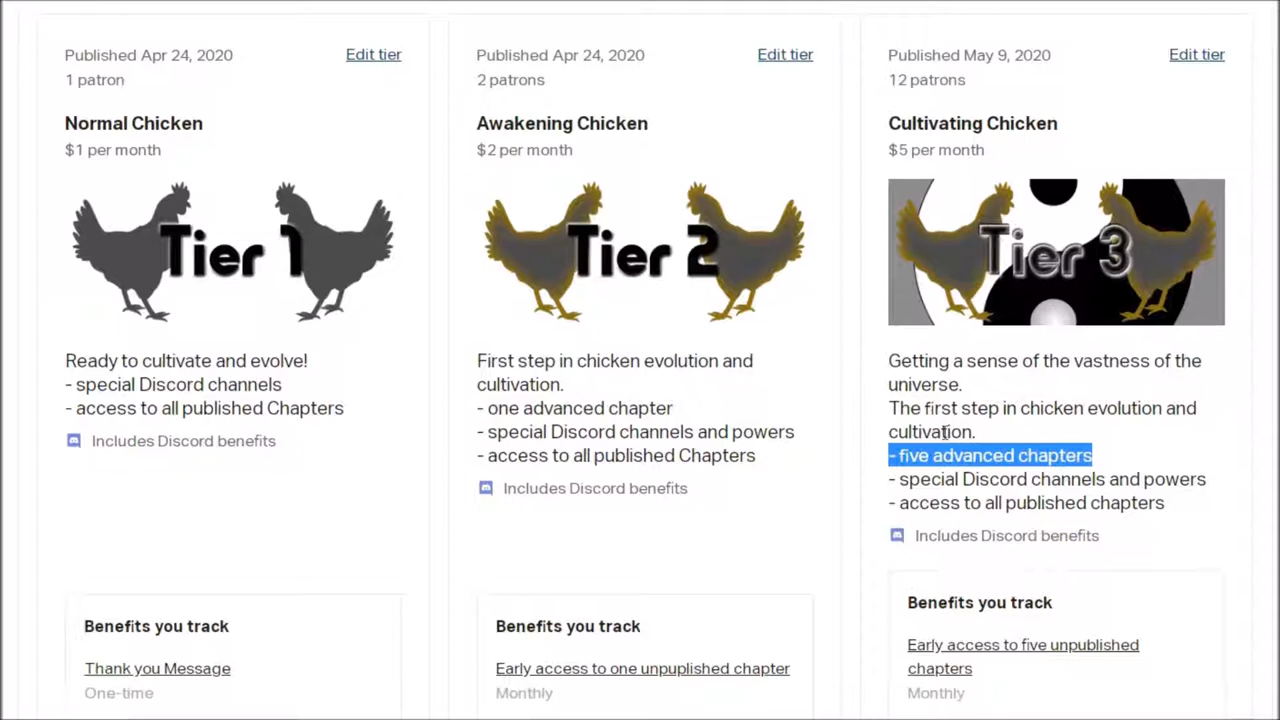 Published Apr 24, 2020
Edit tier
1 patron
Normal Chicken
$1 per month
Tier 1
Ready to cultivate and evolve!
- special Discord channels
- access to all published Chapters
Includes Discord benefits
Benefits you track
Thank you Message
One-time
Published Apr 24, 2020
Edit tier
2 patrons
Awakening Chicken
$2 per month
Tier 2
First step in chicken evolution and
cultivation.
- one advanced chapter
- special Discord channels and powers
- access to all published Chapters
Includes Discord benefits
Benefits you track
Early access to one unpuplished chapter
Monthly
Published May 9, 2020
Edit tier
12 patrons
Cultivating Chicken
$5 per month
Tier 3
Getting a sense of the vastness of the
universe.
The first step in chicken evolution and
cultivation.
- five advanced chapters
- special Discord channels and powers
- access to all published chapters
Includes Discord benefits
Benefits you track
Early access to five unpublished
chapters
Monthly